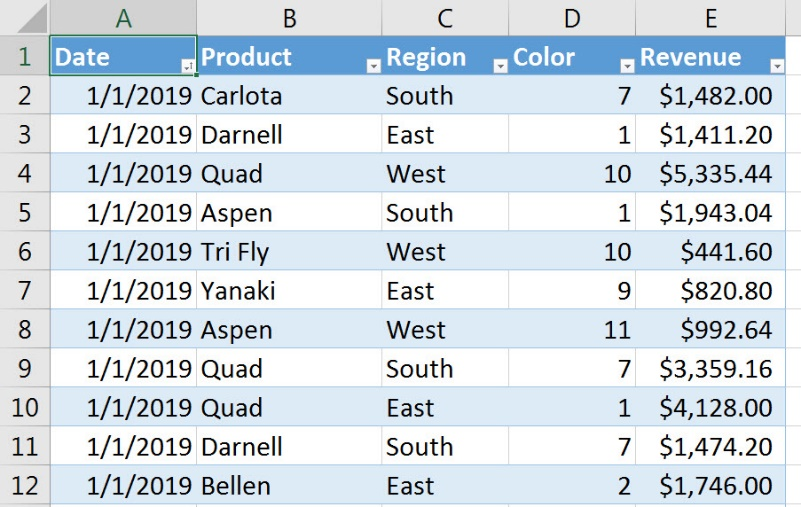 A B C D E
1 Date Product Region Color Revenue
2 1/1/2019 Carlota South 7 $1,482.00
3 1/1/2019 Darnell East 1 $1,411.20
4 1/1/2019 Quad West 10 $5,335.44
5 1/1/2019 Aspen South 1 $1,943.04
6 1/1/2019 Tri Fly West 10 $441.60
7 1/1/2019 Yanaki East 9 $820.80
8 1/1/2019 Aspen West 11 $992.64
9 1/1/2019 Quad South 7 $3,359.16
10 1/1/2019 Quad East 1 $4,128.00
11 1/1/2019 Darnell South 7 $1,474.20
12 1/1/2019 Bellen East 2 $1,746.00